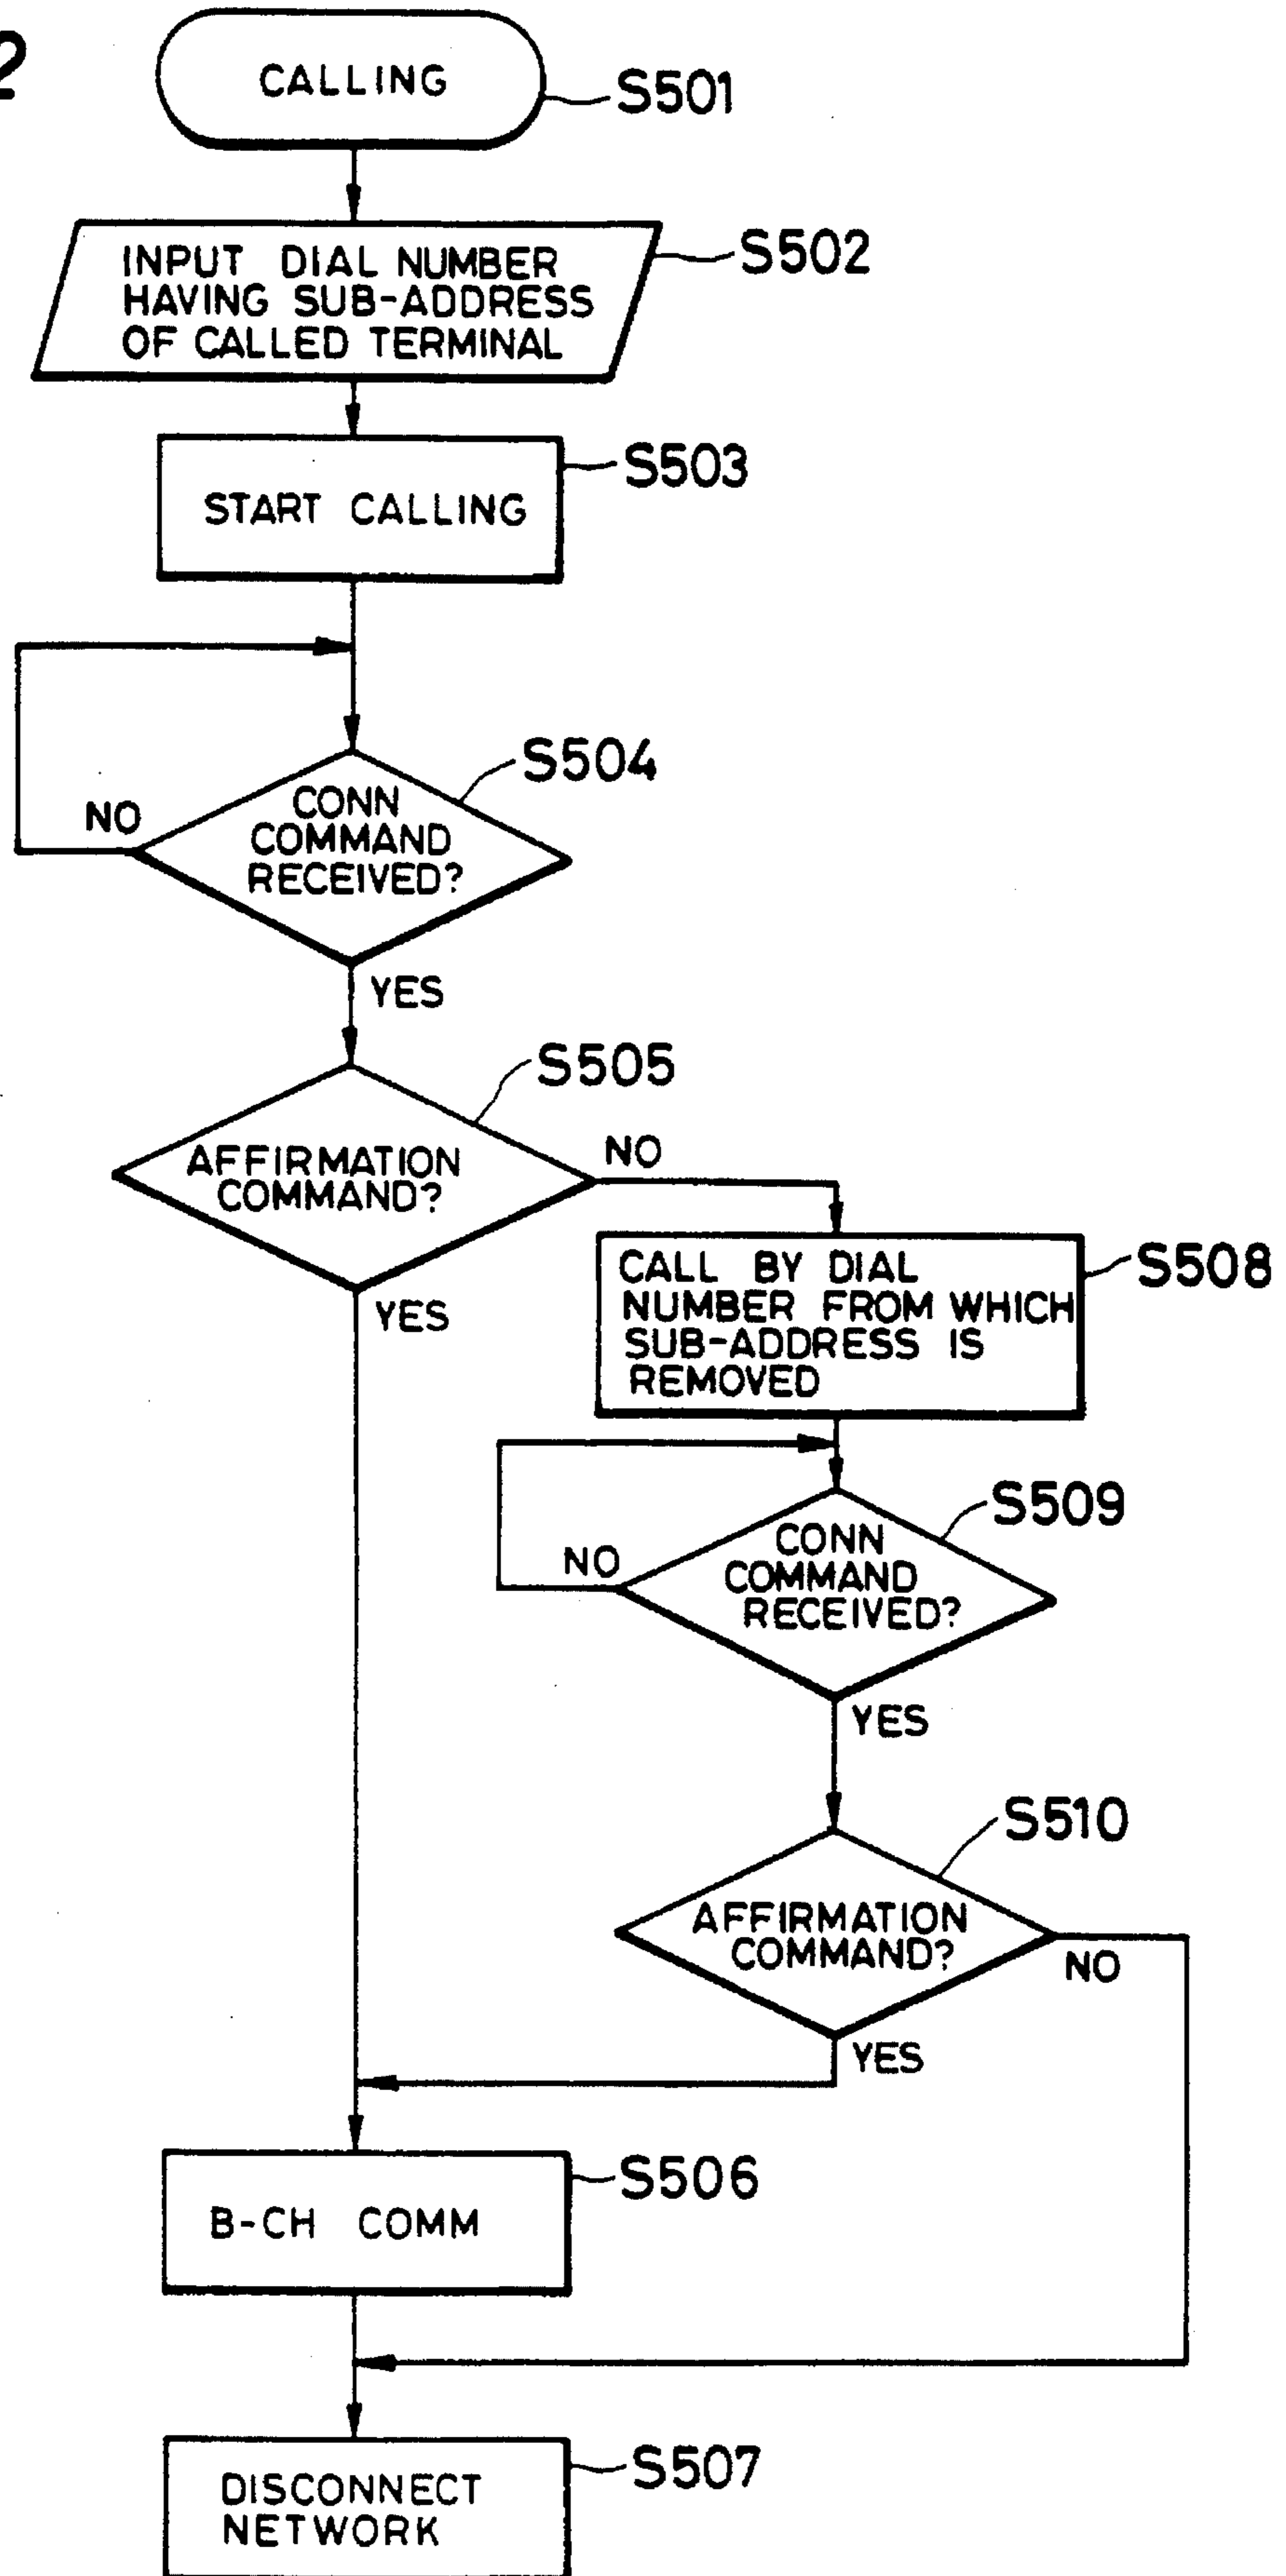 2
CALLING
S501
INPUT DIAL NUMBER
HAVING SUB-ADDRESS
OF CALLED TERMINAL
S502
START CALLING
S503
S504
CONN
COMMAND
RECEIVED?
NO
YES
S505
AFFIRMATION
COMMAND?
NO
YES
CALL BY DIAL
NUMBER FROM WHICH
SUB-ADDRESS IS
REMOVED
S508
S509
CONN
COMMAND
RECEIVED?
NO
YES
S510
AFFIRMATION
COMMAND?
NO
YES
B-CH COMM
S506
DISCONNECT
NETWORK
S507